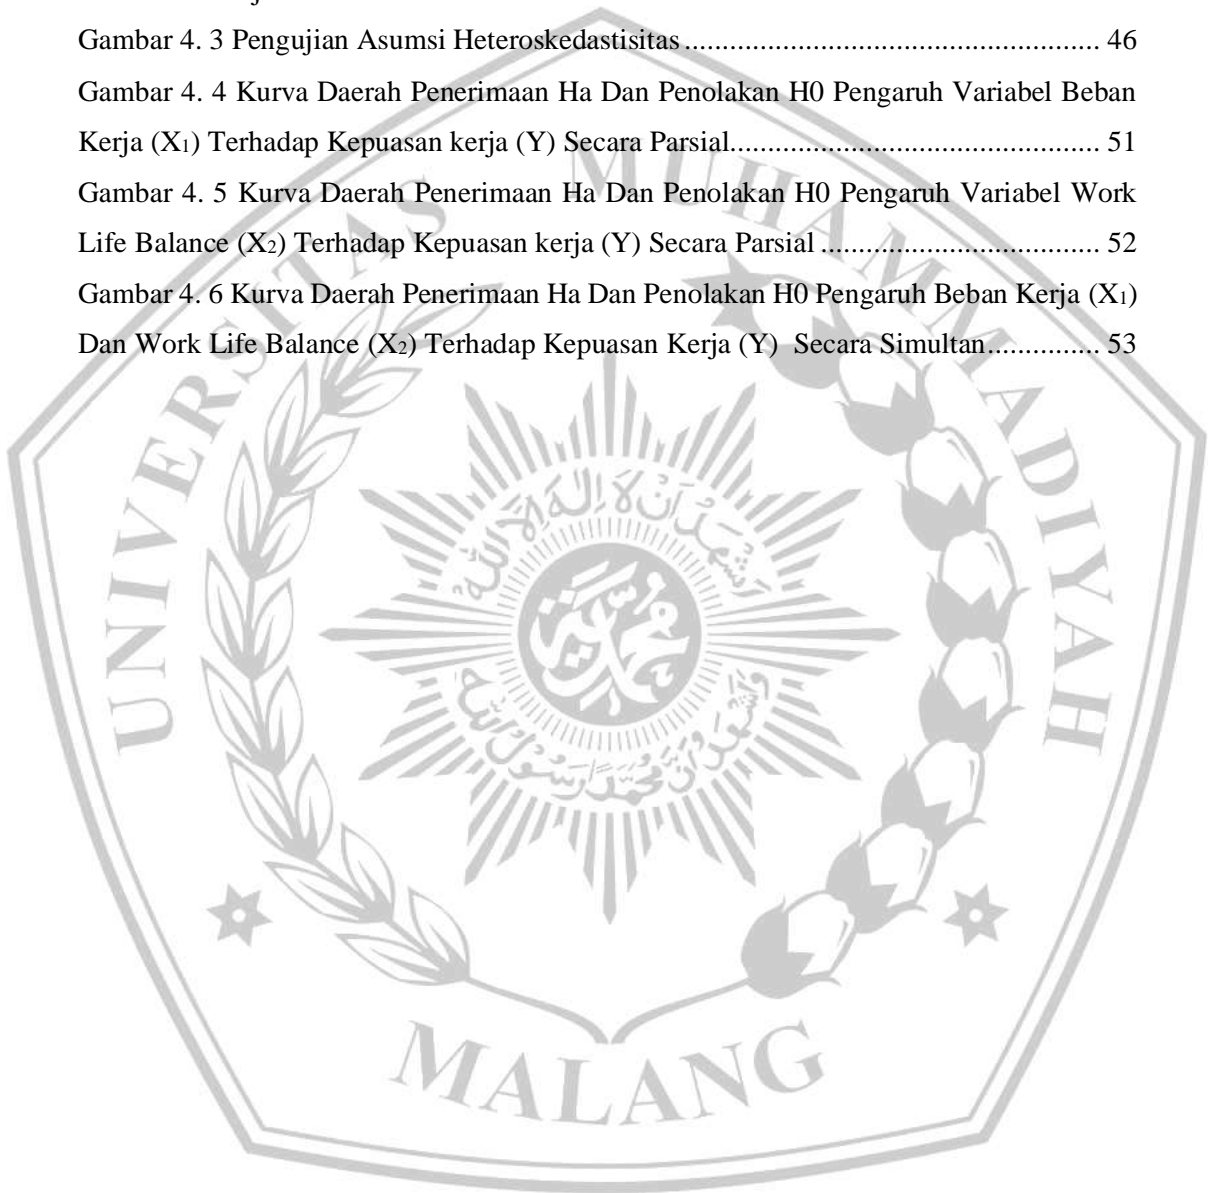 Gambar 4. 3 Pengujian Asumsi Heteroskedastisitas....................................................... 46
Gambar 4. 4 Kurva Daerah Penerimaan Ha Dan Penolakan H0 Pengaruh Variabel Beban
Kerja (X₁) Terhadap Kepuasan kerja (Y) Secara Parsial................................................. 51
Gambar 4. 5 Kurva Daerah Penerimaan Ha Dan Penolakan H0 Pengaruh Variabel Work
Life Balance (X₂) Terhadap Kepuasan kerja (Y) Secara Parsial ..................................... 52
Gambar 4. 6 Kurva Daerah Penerimaan Ha Dan Penolakan H0 Pengaruh Beban Kerja (X₁)
Dan Work Life Balance (X₂) Terhadap Kepuasan Kerja (Y) Secara Simultan............... 53
UNIVERSITAS MUHAMMADIYAH
MALANG